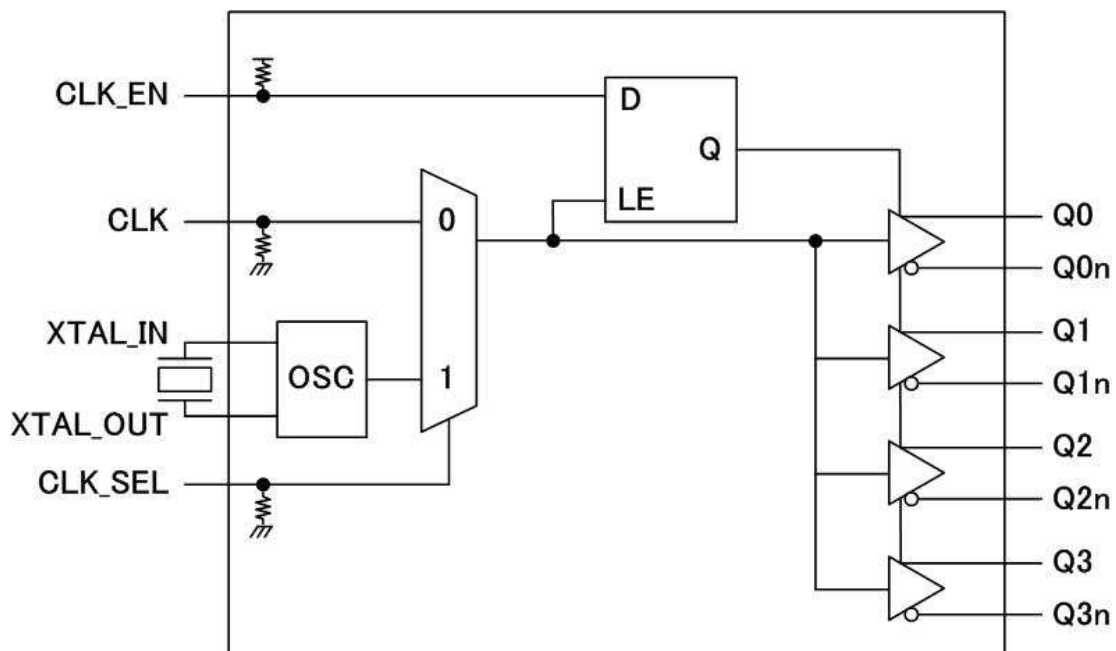 CLK_EN
D
Q
LE
CLK
0
Q0
Q0n
XTAL_IN
OSC
1
Q1
Q1n
XTAL_OUT
Q2
CLK_SEL
Q2n
Q3
Q3n